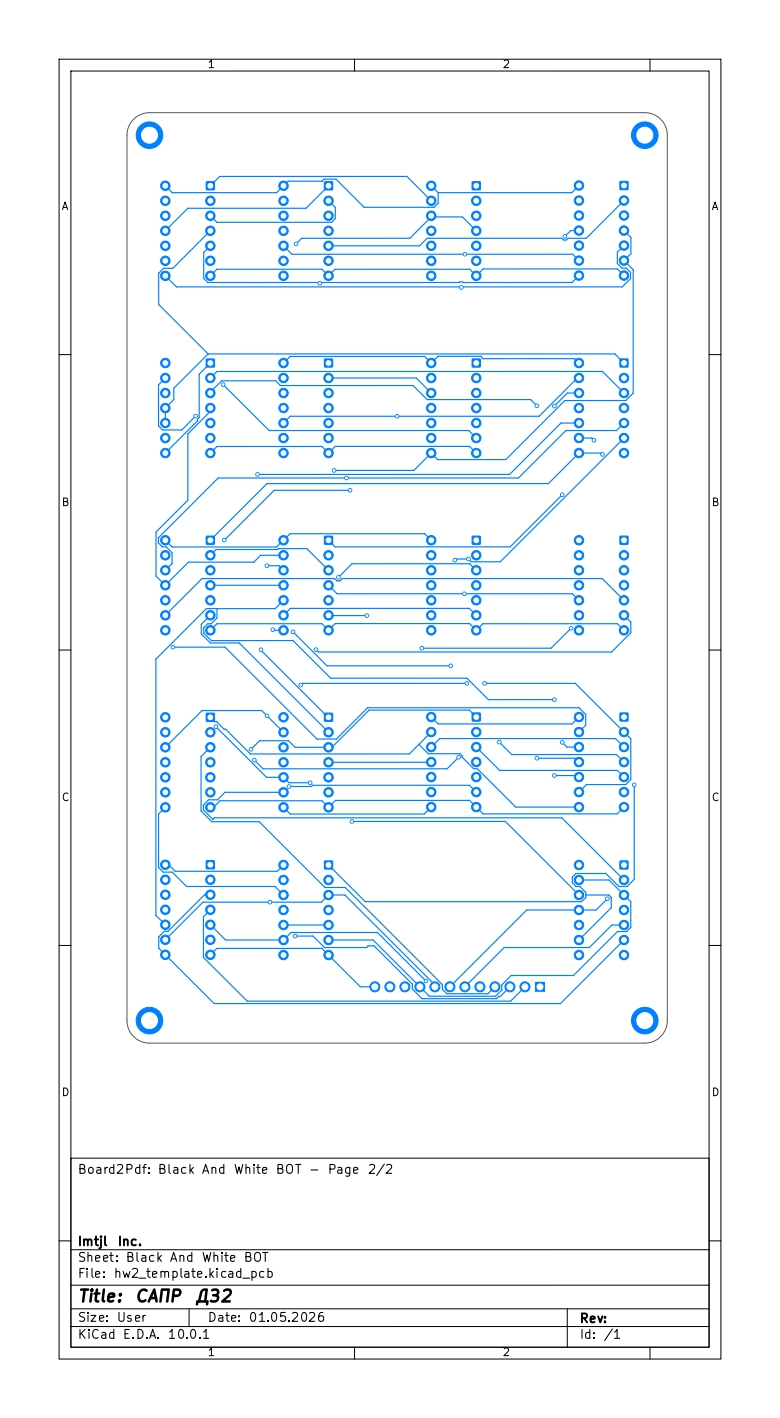 1 2
A A
B B
C C
D D
Board2Pdf: Black And White BOT – Page 2/2
Imtjl Inc.
Sheet: Black And White BOT
File: hw2_template.kicad_pcb
Title: САПР ДЗ2
Size: User Date: 01.05.2026 Rev:
KiCad E.D.A. 10.0.1 Id: /1
1 2